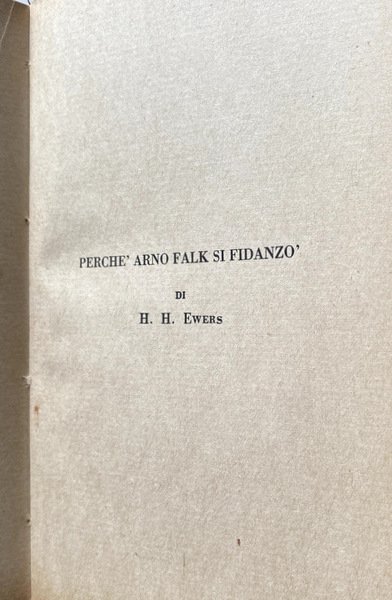 PERCHE' ARNO FALK SI FIDANZO'
DI
H. H. EWERS